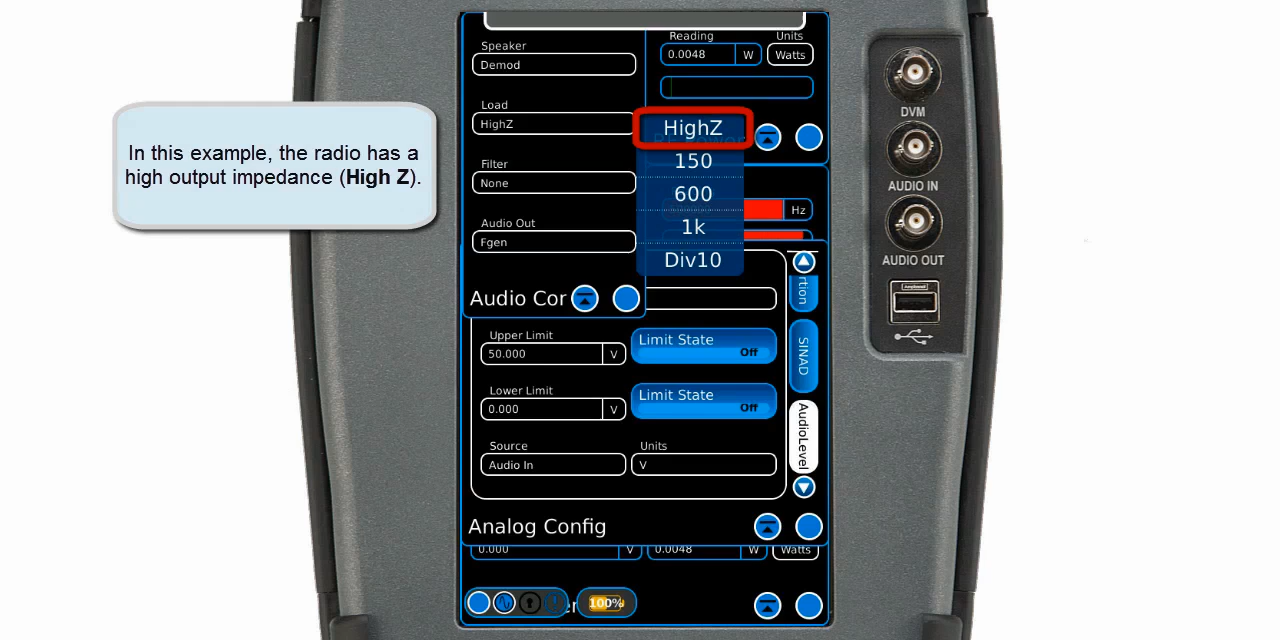 In this example, the radio has a
high output impedance (High Z).
Speaker
Demod
Load
HighZ
Filter
None
Audio Out
Fgen
Audio Cor
Reading
0.0048 W
Units
Watts
HighZ
150
600
1k
Div10
Hz
Upper Limit
50.000 V
Limit State
Off
Lower Limit
0.000 V
Limit State
Off
Source
Audio In
Units
V
rtion
SINAD
AudioLevel
Analog Config
0.000 V
0.0048 W
Watts
100%
DVM
AUDIO IN
AUDIO OUT